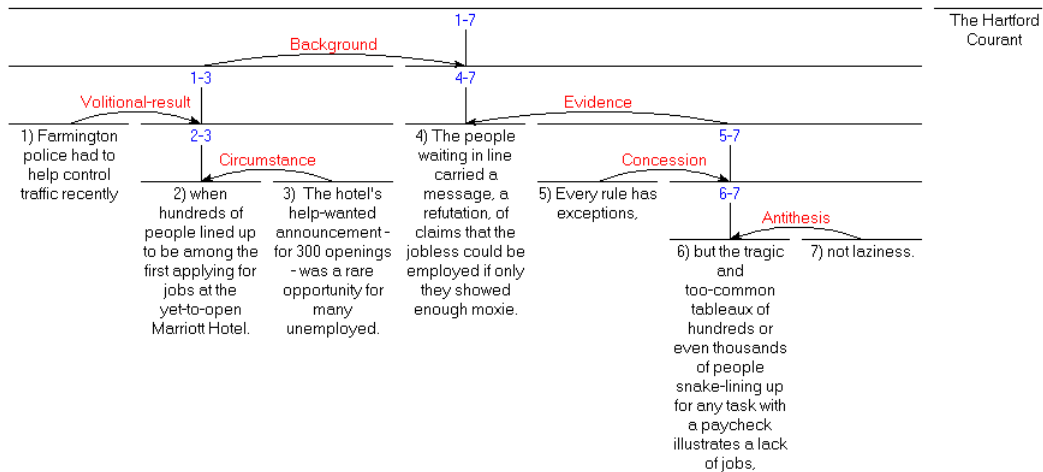 1-7
The Hartford
Courant
Background
1-3
4-7
Volitional-result
Evidence
1) Farmington
police had to
help control
traffic recently
2-3
4) The people
waiting in line
carried a
message, a
refutation, of
claims that the
jobless could be
employed if only
they showed
enough moxie.
5-7
Circumstance
Concession
2) when
hundreds of
people lined up
to be among the
first applying for
jobs at the
yet-to-open
Marriott Hotel.
3) The hotel's
help-wanted
announcement -
for 300 openings
- was a rare
opportunity for
many
unemployed.
5) Every rule has
exceptions,
6-7
Antithesis
6) but the tragic
and
too-common
tableaux of
hundreds or
even thousands
of people
snake-lining up
for any task with
a paycheck
illustrates a lack
of jobs,
7) not laziness.